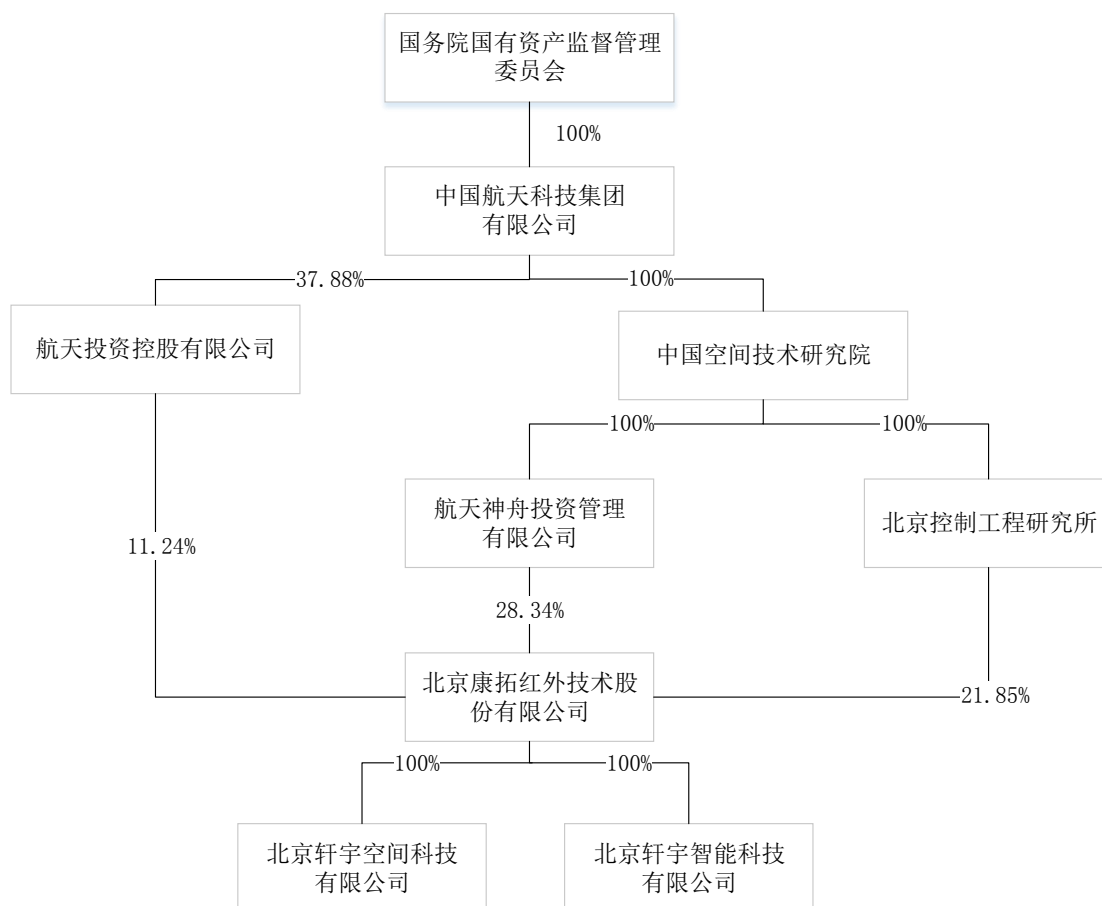 国务院国有资产监督管理
委员会
100%
中国航天科技集团
有限公司
37.88%
100%
航天投资控股有限公司
中国空间技术研究院
100%
100%
航天神舟投资管理
有限公司
北京控制工程研究所
11.24%
28.34%
北京康拓红外技术股
份有限公司
21.85%
100%
100%
北京轩宇空间科技
有限公司
北京轩宇智能科技
有限公司